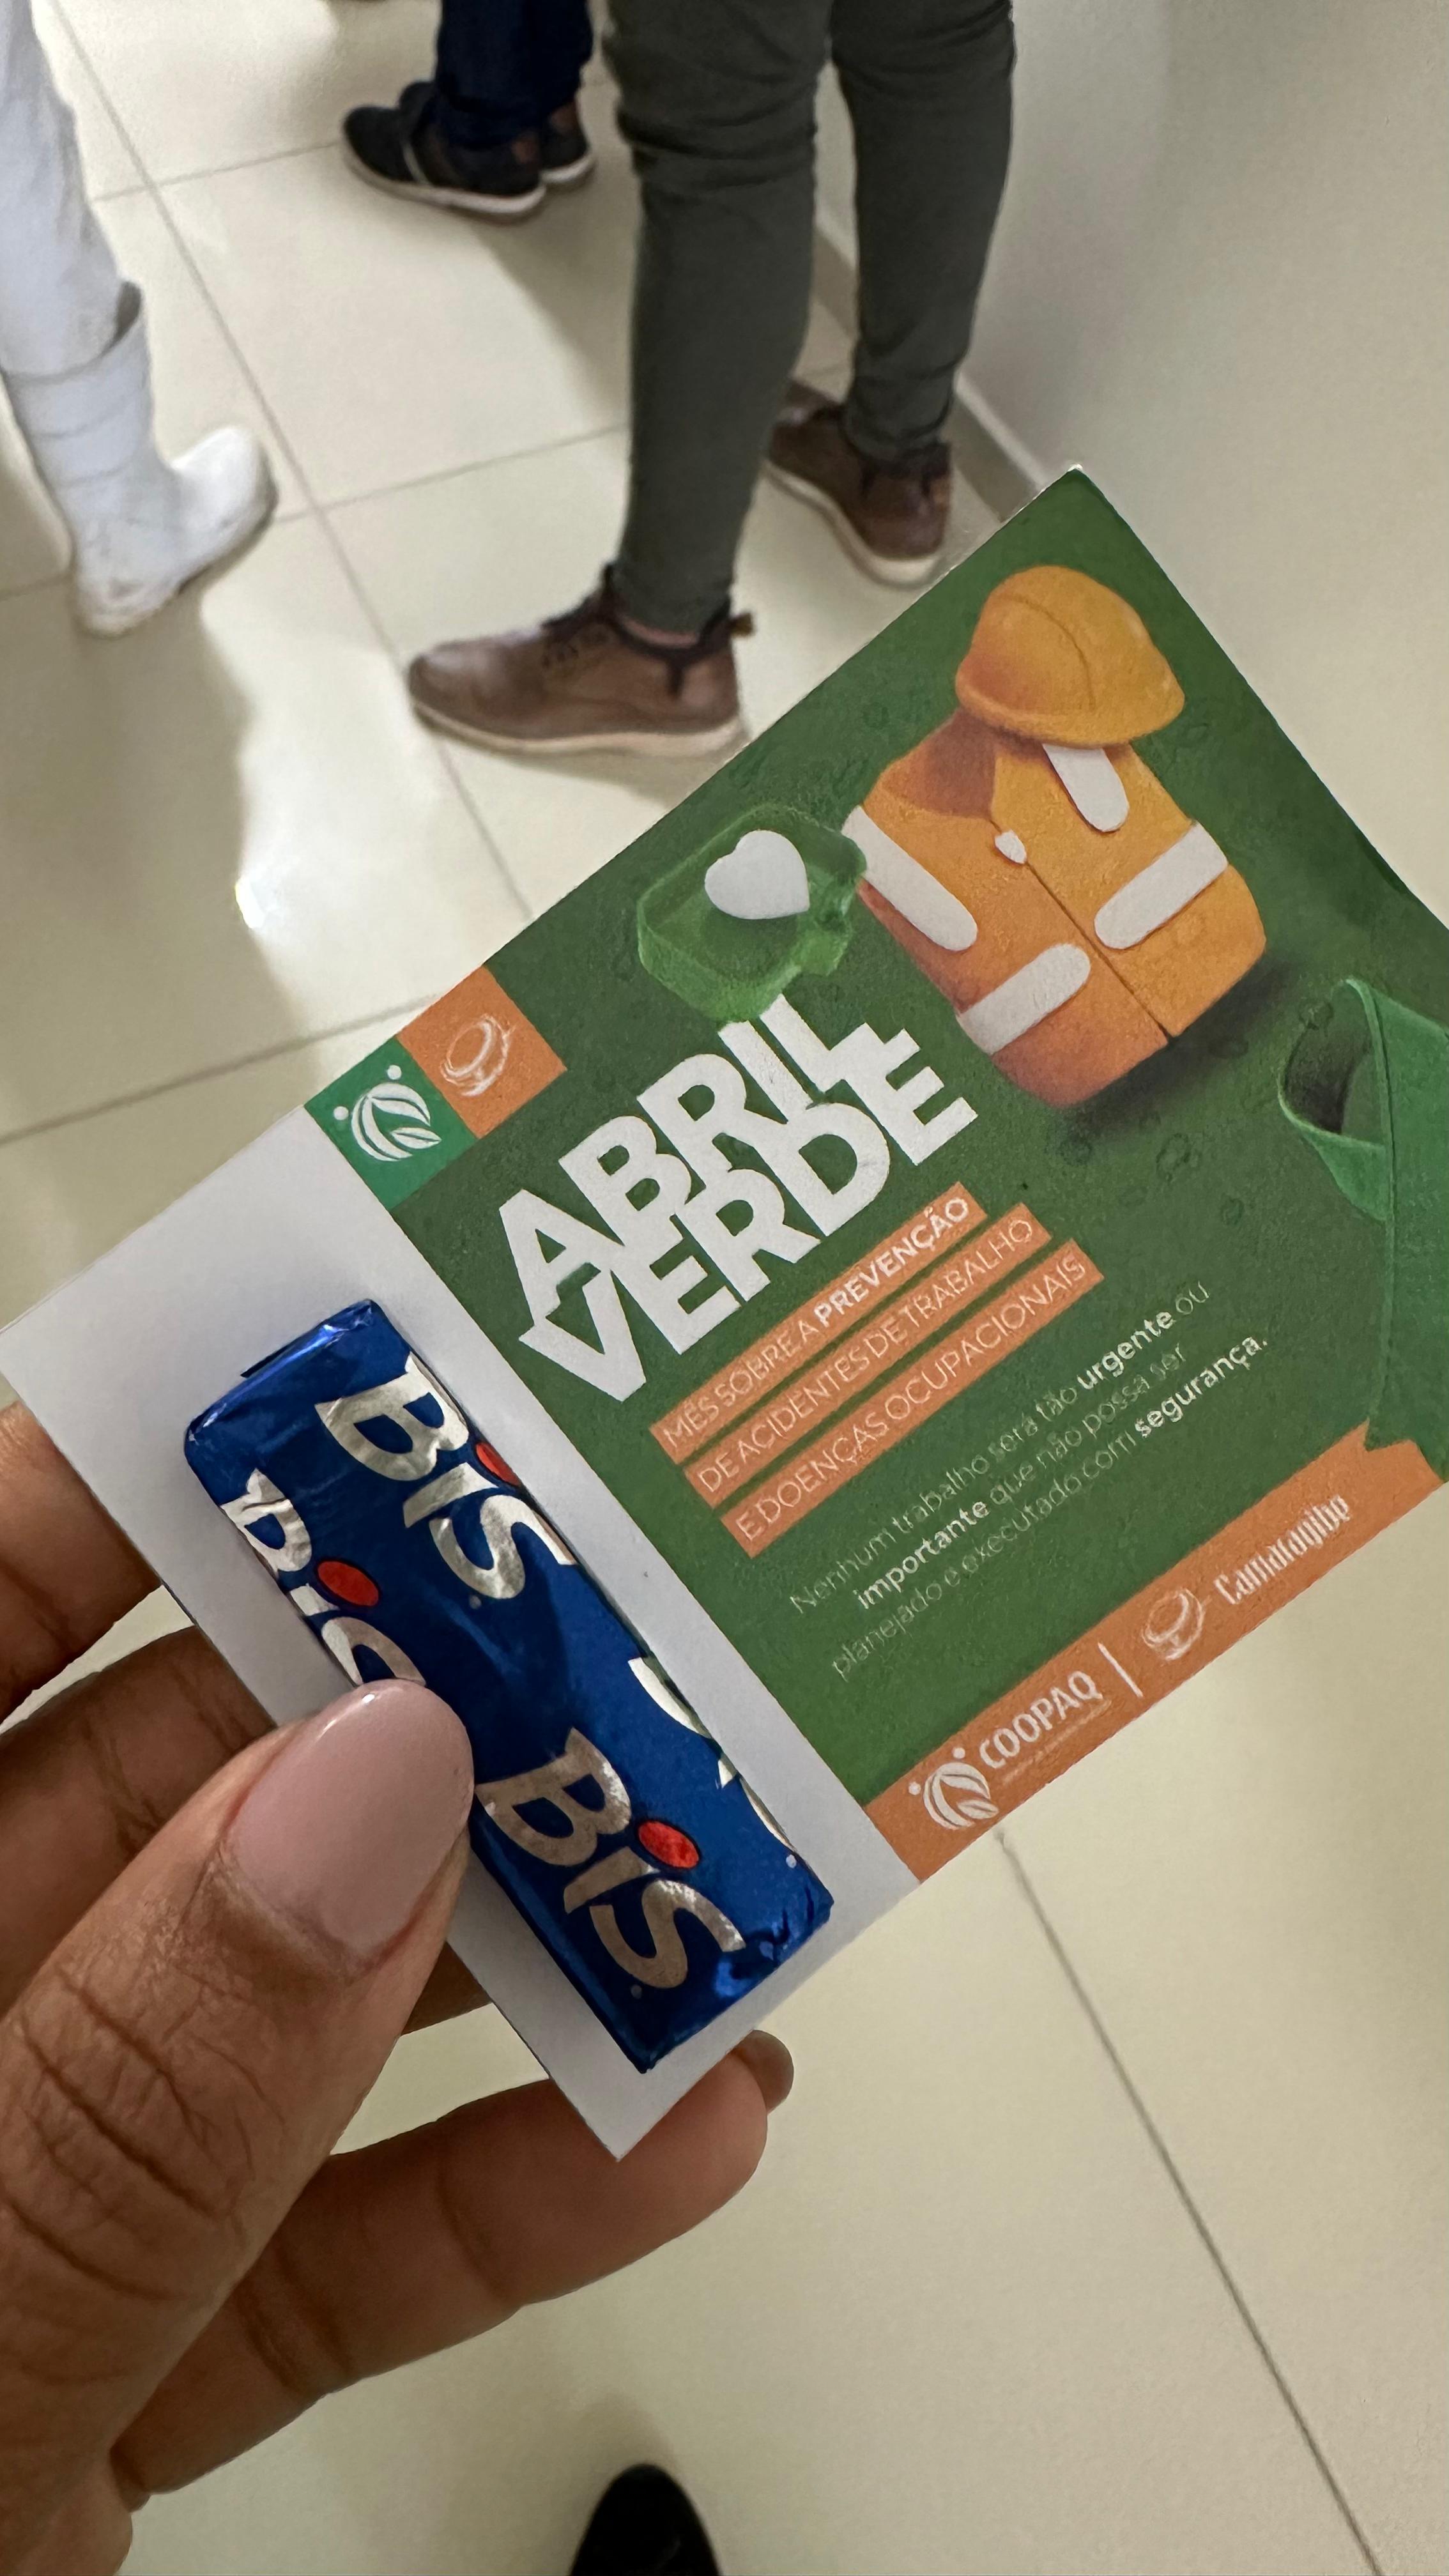 ABRIL
VERDE
MÊS SOBRE A PREVENÇÃO
DE ACIDENTES DE TRABALHO
E DOENÇAS OCUPACIONAIS
Nenhum trabalho será tão urgente ou
importante que não possa ser
planejado e executado com segurança.
COOPAQ
Camaragibe
BiS
BiS
BiS